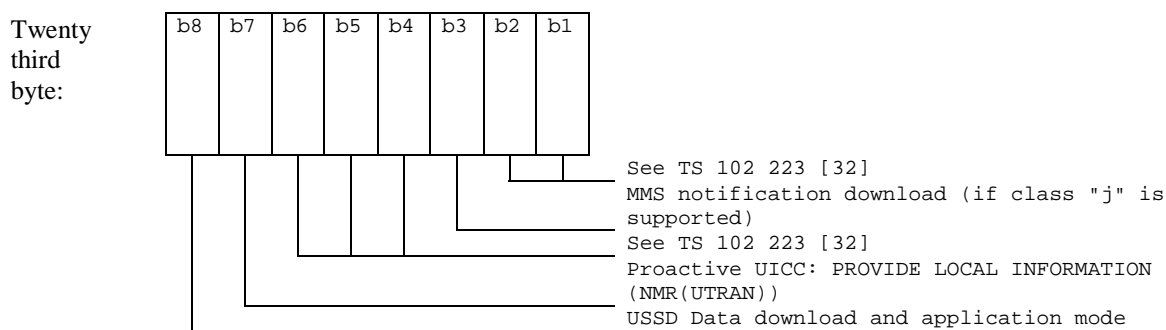 Twenty
third
byte:
b8 b7 b6 b5 b4 b3 b2 b1
See TS 102 223 [32]
MMS notification download (if class "j" is
supported)
See TS 102 223 [32]
Proactive UICC: PROVIDE LOCAL INFORMATION
(NMR(UTRAN))
USSD Data download and application mode